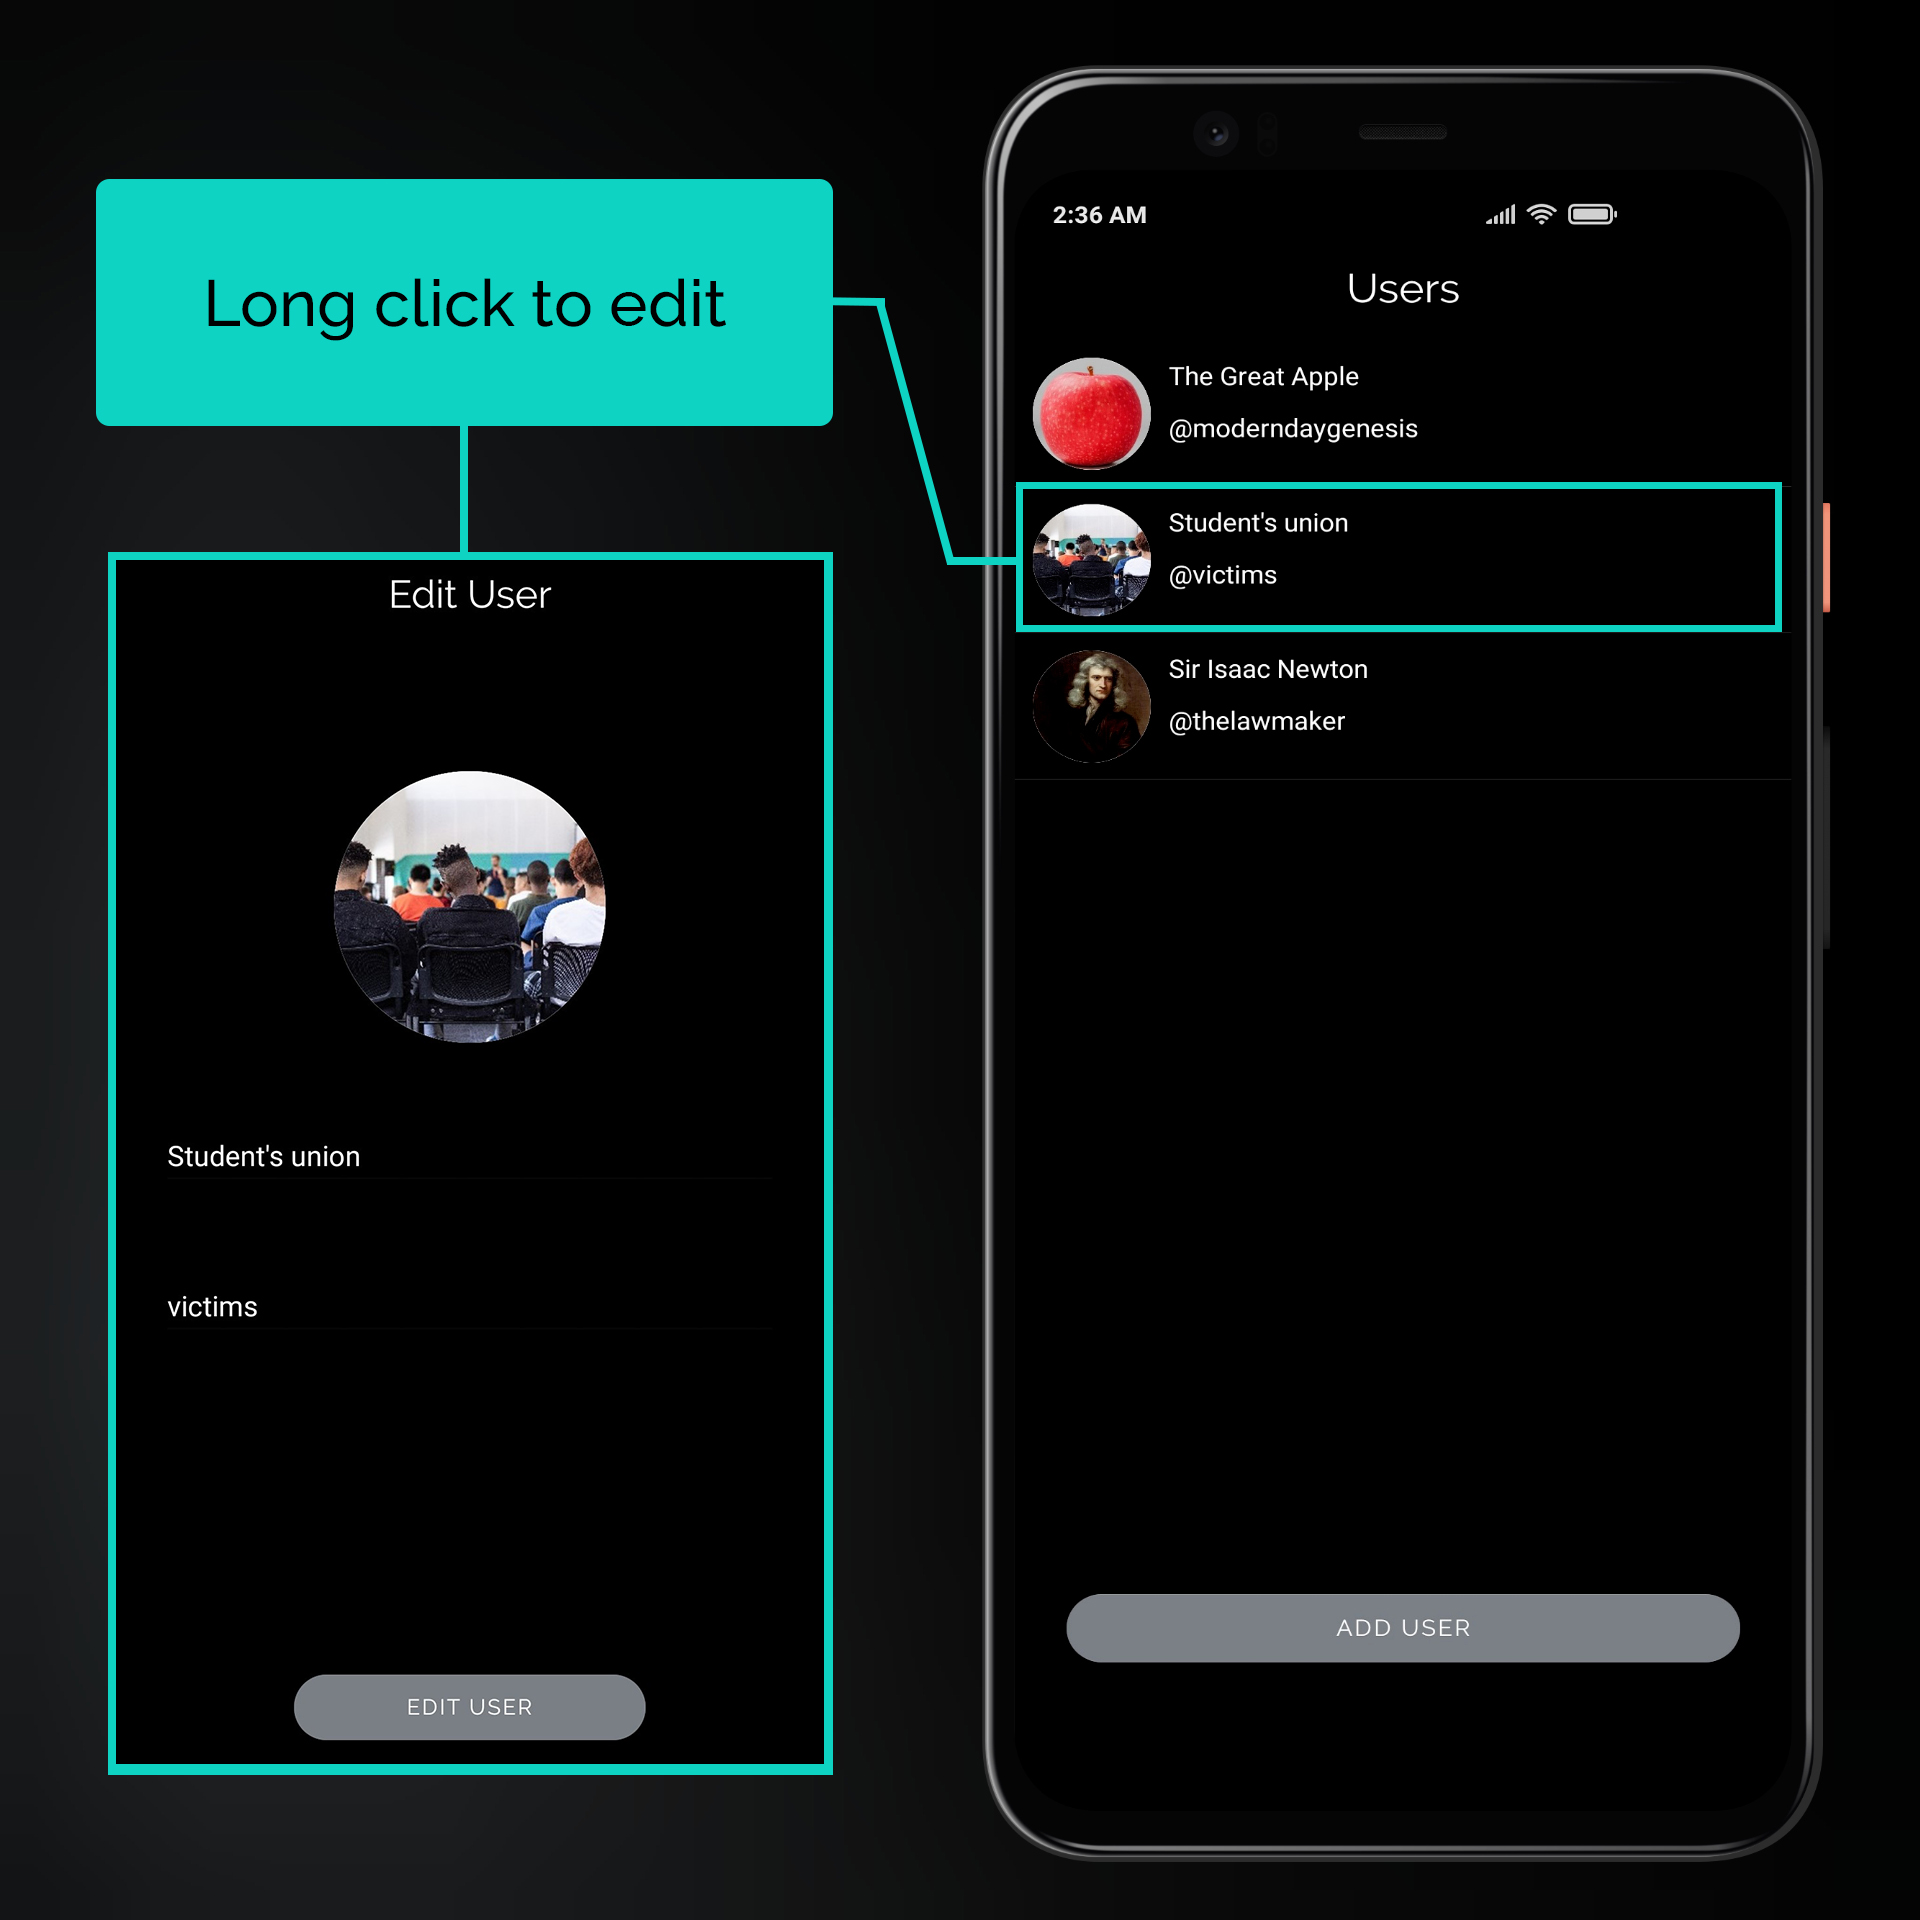 Long click to edit
Edit User
Student's union
victims
EDIT USER
2:36 AM
Users
The Great Apple
@moderndaygenesis
Student's union
@victims
Sir Isaac Newton
@thelawmaker
ADD USER